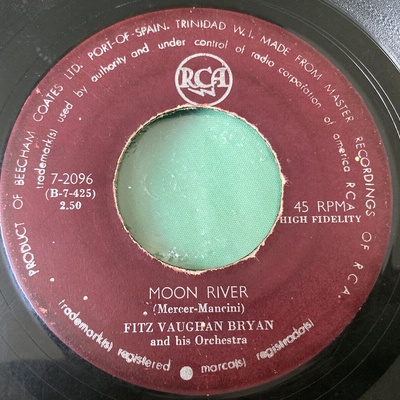 PRODUCT OF BEECHAM COATES LTD. PORT-OF-SPAIN, TRINIDAD W.I. MADE FROM MASTER RECORDINGS OF RCA.
trademark(s) used by authority and under control of radio corporation of america
RCA
7-2096
(B-7-425)
2.50
45 RPM
HIGH FIDELITY
MOON RIVER
(Mercer-Mancini)
FITZ VAUGHAN BRYAN
and his Orchestra
trademark(s) registered marca(s) registrada(s)